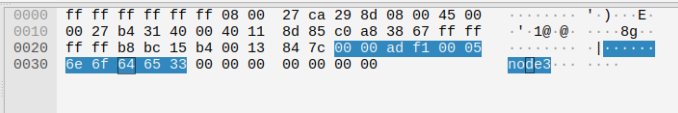 0000 ff ff ff ff ff ff 08 00 27 ca 29 8d 08 00 45 00 ········ '·)···E·
0010 00 27 b4 31 40 00 40 11 8d 85 c0 a8 38 67 ff ff ·'·1@·@· ····8g··
0020 ff ff b8 bc 15 b4 00 13 84 7c 00 00 ad f1 00 05 ········ ·|······
0030 6e 6f 64 65 33 00 00 00 00 00 00 00 node3··· ····